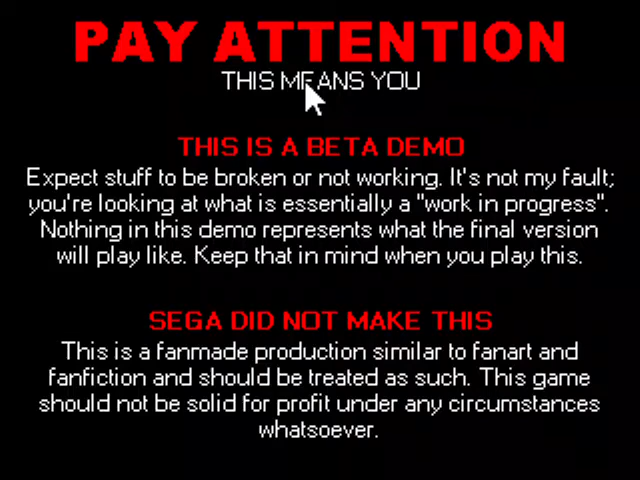 PAY ATTENTION
THIS MEANS YOU
THIS IS A BETA DEMO
Expect stuff to be broken or not working. It's not my fault;
you're looking at what is essentially a "work in progress".
Nothing in this demo represents what the final version
will play like. Keep that in mind when you play this.
SEGA DID NOT MAKE THIS
This is a fanmade production similar to fanart and
fanfiction and should be treated as such. This game
should not be solid for profit under any circumstances
whatsoever.